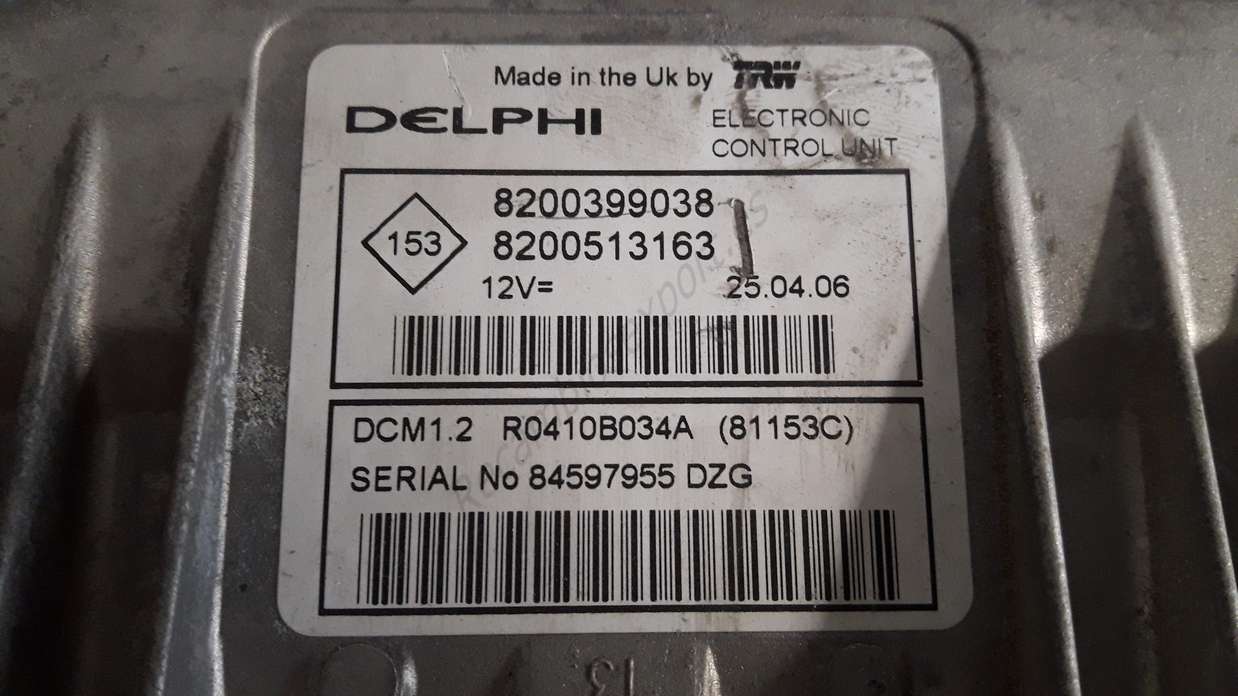 Made in the Uk by TRW
DELPHI
ELECTRONIC
CONTROL UNIT
8200399038
153
8200513163
12V=
25.04.06
DCM1.2 R0410B034A (81153C)
SERIAL No 84597955 DZG
13